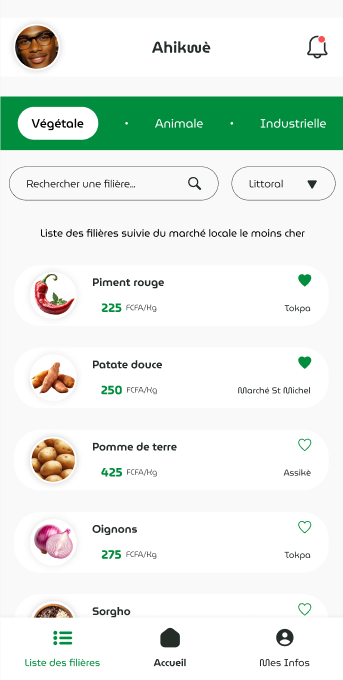 Ahikwè
Végétale • Animale • Industrielle
Rechercher une filière... Littoral
Liste des filières suivie du marché locale le moins cher
Piment rouge
225 FCFA/Kg Tokpa
Patate douce
250 FCFA/Kg Marché St Michel
Pomme de terre
425 FCFA/Kg Assikè
Oignons
275 FCFA/Kg Tokpa
Sorgho
Liste des filières Accueil Mes Infos